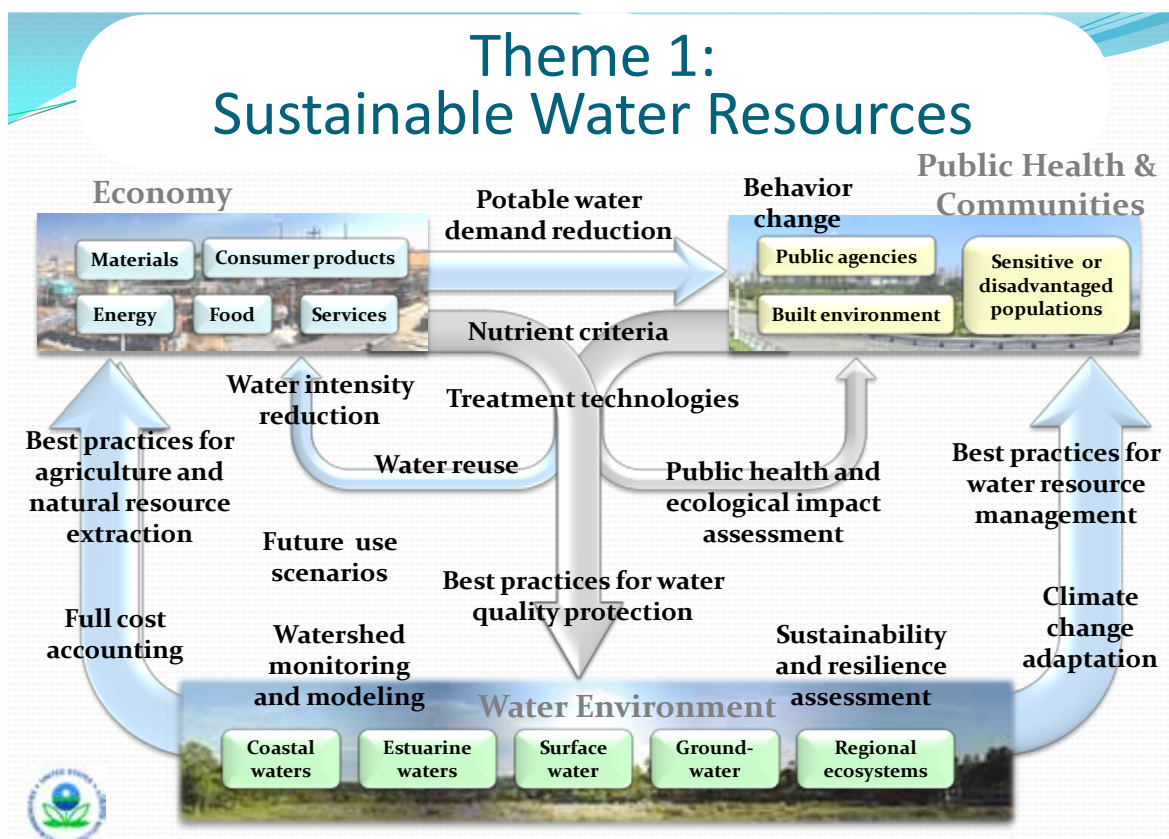 Theme 1:
Sustainable Water Resources
Economy
Public Health &
Communities
Materials
Consumer products
Energy
Food
Services
Potable water
demand reduction
Behavior
change
Public agencies
Built environment
Sensitive or
disadvantaged
populations
Nutrient criteria
Water intensity
reduction
Treatment technologies
Water reuse
Public health and
ecological impact
assessment
Best practices for
agriculture and
natural resource
extraction
Best practices for
water resource
management
Future use
scenarios
Best practices for water
quality protection
Full cost
accounting
Watershed
monitoring
and modeling
Sustainability
and resilience
assessment
Climate
change
adaptation
Water Environment
Coastal
waters
Estuarine
waters
Surface
water
Ground-
water
Regional
ecosystems
UNITED STATES